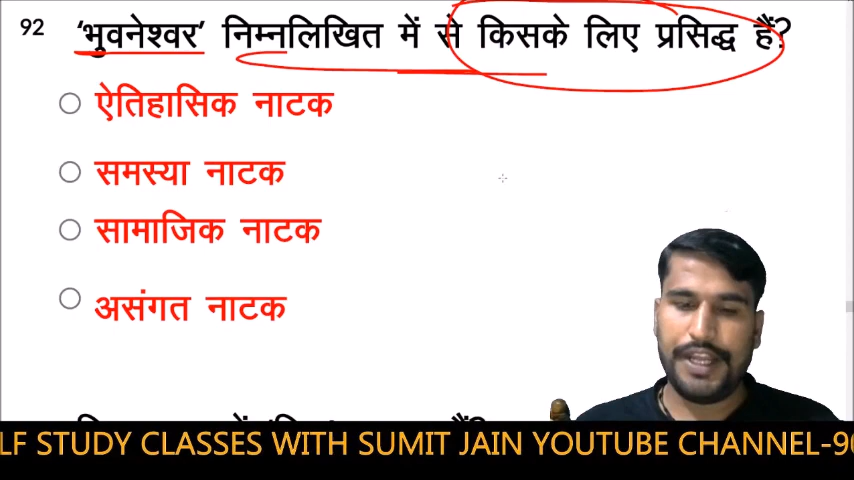 92 'भुवनेश्वर' निम्नलिखित में से किसके लिए प्रसिद्ध हैं?
ऐतिहासिक नाटक
समस्या नाटक
सामाजिक नाटक
असंगत नाटक
LF STUDY CLASSES WITH SUMIT JAIN YOUTUBE CHANNEL-90